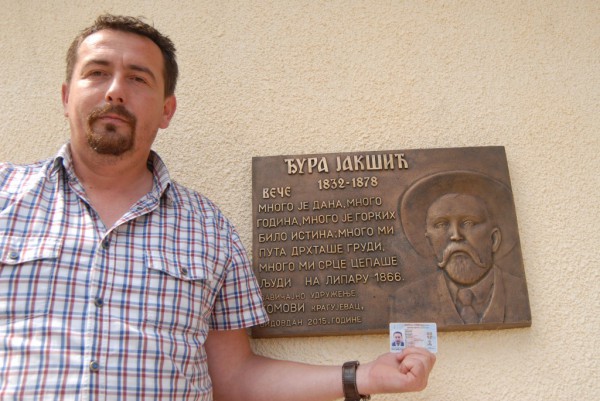 ЂУРА ЈАКШИЋ
1832-1878
ВЕЧЕ
МНОГО ЈЕ ДАНА, МНОГО
ГОДИНА, МНОГО ЈЕ ГОРКИХ
БИЛО ИСТИНА. МНОГО МИ
ПУТА ДРХТАШЕ ГРУДИ,
МНОГО МИ СРЦЕ ЦЕПАШЕ
ЉУДИ НА ЛИПАРУ 1866.
УДРУЖЕЊЕ
КРАГУЈЕВАЦ,
2015. ГОДИНЕ